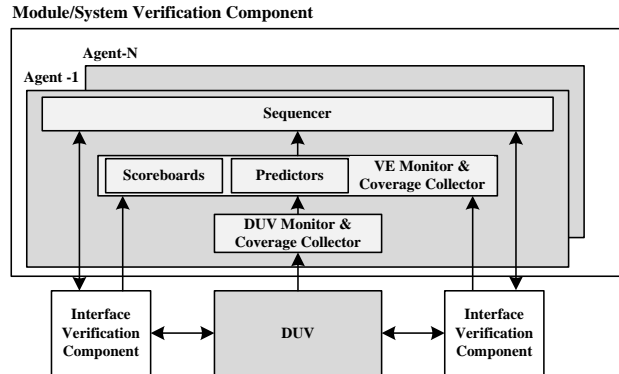 Module/System Verification Component
Agent-N
Agent -1
Sequencer
Scoreboards
Predictors
VE Monitor &
Coverage Collector
DUV Monitor &
Coverage Collector
Interface
Verification
Component
DUV
Interface
Verification
Component